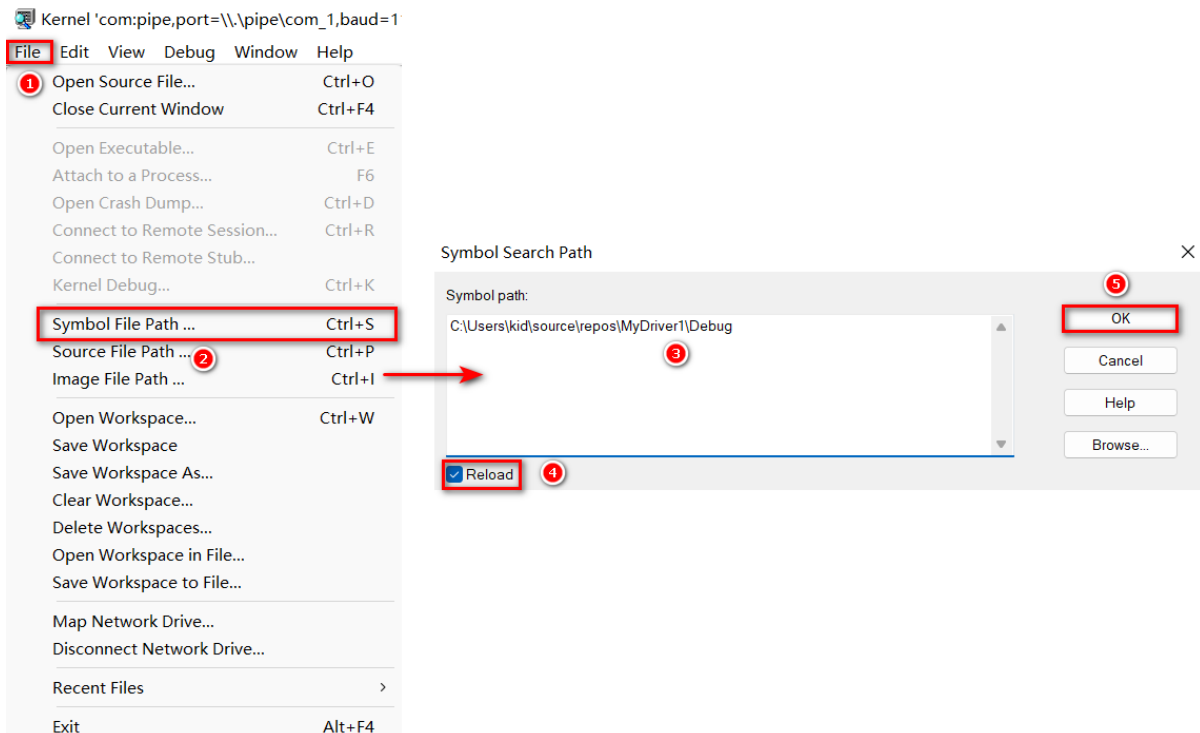 Kernel 'com:pipe,port=\\.\pipe\com_1,baud=1
File Edit View Debug Window Help
1
Open Source File... Ctrl+O
Close Current Window Ctrl+F4
Open Executable... Ctrl+E
Attach to a Process... F6
Open Crash Dump... Ctrl+D
Connect to Remote Session... Ctrl+R
Connect to Remote Stub...
Kernel Debug... Ctrl+K
Symbol File Path ... Ctrl+S
Source File Path ... Ctrl+P
2
Image File Path ... Ctrl+I
Open Workspace... Ctrl+W
Save Workspace
Save Workspace As...
Clear Workspace...
Delete Workspaces...
Open Workspace in File...
Save Workspace to File...
Map Network Drive...
Disconnect Network Drive...
Recent Files
Exit Alt+F4
Symbol Search Path
Symbol path:
C:\Users\kid\source\repos\MyDriver1\Debug
3
Reload
4
5
OK
Cancel
Help
Browse...